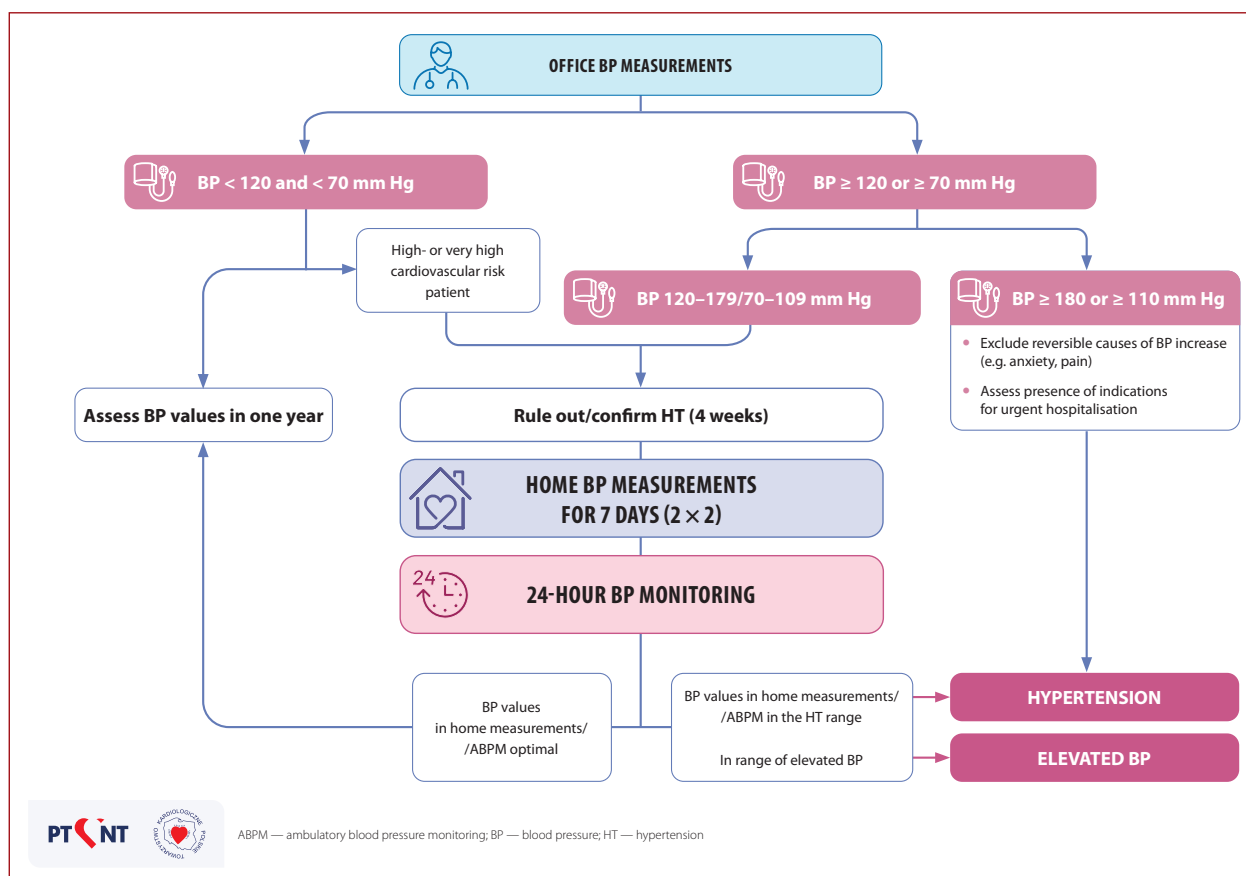 OFFICE BP MEASUREMENTS
BP < 120 and < 70 mm Hg
BP ≥ 120 or ≥ 70 mm Hg
High- or very high
cardiovascular risk
patient
BP 120–179/70–109 mm Hg
BP ≥ 180 or ≥ 110 mm Hg
• Exclude reversible causes of BP increase
(e.g. anxiety, pain)
• Assess presence of indications
for urgent hospitalisation
Assess BP values in one year
Rule out/confirm HT (4 weeks)
HOME BP MEASUREMENTS
FOR 7 DAYS (2 × 2)
24
24-HOUR BP MONITORING
BP values
in home measurements/
/ABPM optimal
BP values in home measurements/
/ABPM in the HT range
In range of elevated BP
HYPERTENSION
ELEVATED BP
PT NT
POLSKIE TOWARZYSTWO KARDIOLOGICZNE
ABPM — ambulatory blood pressure monitoring; BP — blood pressure; HT — hypertension